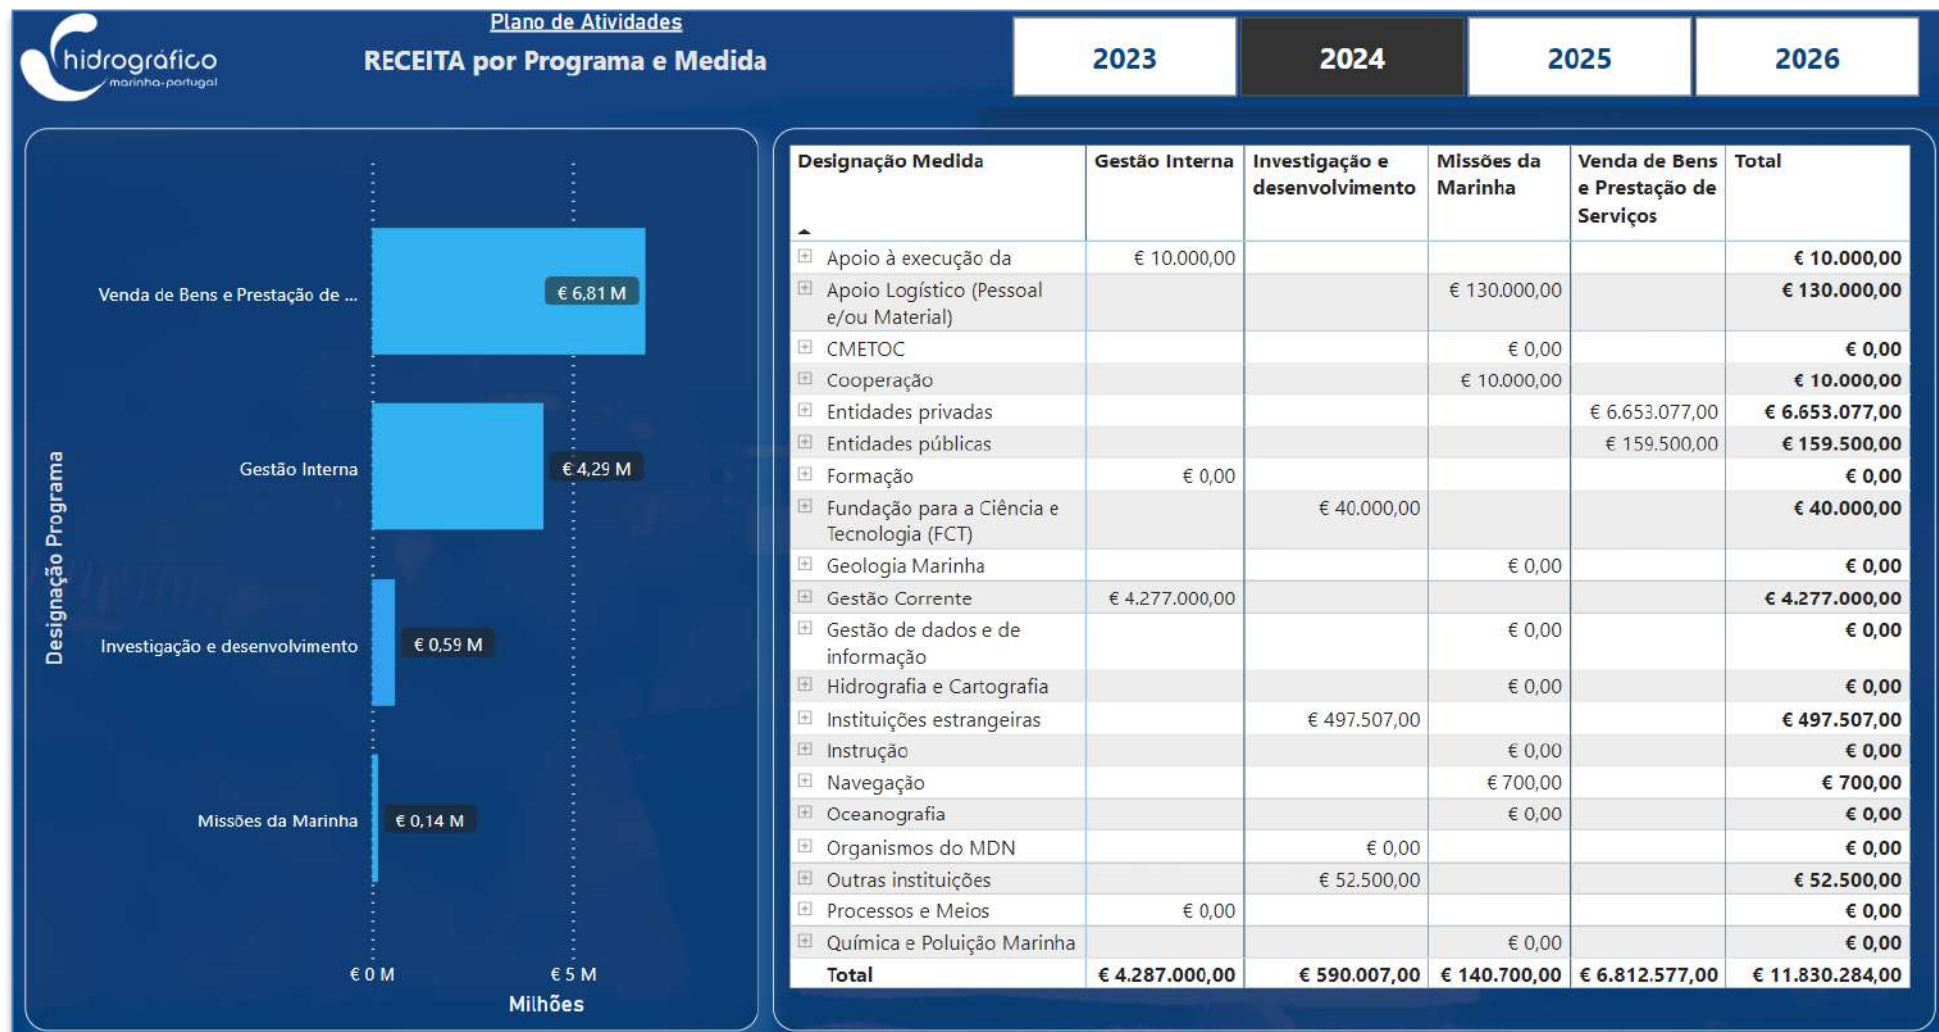 hidrográfico
marinha-portugal
Plano de Atividades
RECEITA por Programa e Medida
2023 2024 2025 2026
Designação Programa
Venda de Bens e Prestação de ...
€ 6,81 M
Gestão Interna
€ 4,29 M
Investigação e desenvolvimento
€ 0,59 M
Missões da Marinha
€ 0,14 M
€ 0 M € 5 M
Milhões
Designação Medida Gestão Interna Investigação e desenvolvimento Missões da Marinha Venda de Bens e Prestação de Serviços Total
Apoio à execução da € 10.000,00 € 10.000,00
Apoio Logístico (Pessoal e/ou Material) € 130.000,00 € 130.000,00
CMETOC € 0,00 € 0,00
Cooperação € 10.000,00 € 10.000,00
Entidades privadas € 6.653.077,00 € 6.653.077,00
Entidades públicas € 159.500,00 € 159.500,00
Formação € 0,00 € 0,00
Fundação para a Ciência e Tecnologia (FCT) € 40.000,00 € 40.000,00
Geologia Marinha € 0,00 € 0,00
Gestão Corrente € 4.277.000,00 € 4.277.000,00
Gestão de dados e de informação € 0,00 € 0,00
Hidrografia e Cartografia € 0,00 € 0,00
Instituições estrangeiras € 497.507,00 € 497.507,00
Instrução € 0,00 € 0,00
Navegação € 700,00 € 700,00
Oceanografia € 0,00 € 0,00
Organismos do MDN € 0,00 € 0,00
Outras instituições € 52.500,00 € 52.500,00
Processos e Meios € 0,00 € 0,00
Química e Poluição Marinha € 0,00 € 0,00
Total € 4.287.000,00 € 590.007,00 € 140.700,00 € 6.812.577,00 € 11.830.284,00